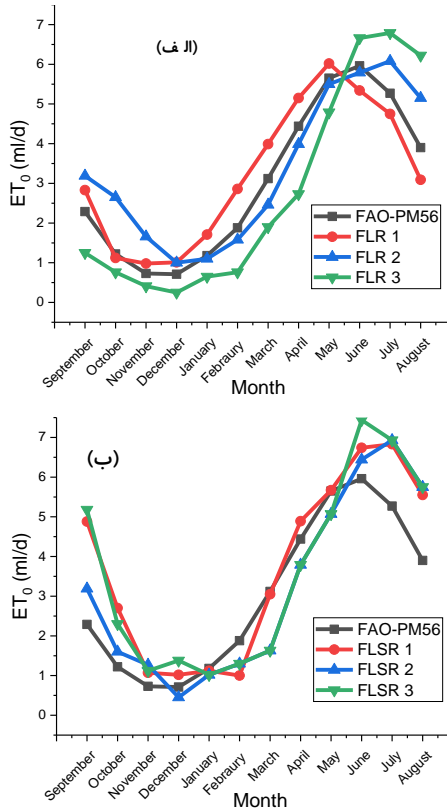 7
(الف)
6
5
4
3
2
1
0
ET0 (ml/d)
FAO-PM56
FLR 1
FLR 2
FLR 3
September
October
November
December
January
Febraury
March
April
May
June
July
August
Month
7
(ب)
6
5
4
3
2
1
0
ET0 (ml/d)
FAO-PM56
FLSR 1
FLSR 2
FLSR 3
September
October
November
December
January
Febraury
March
April
May
June
July
August
Month